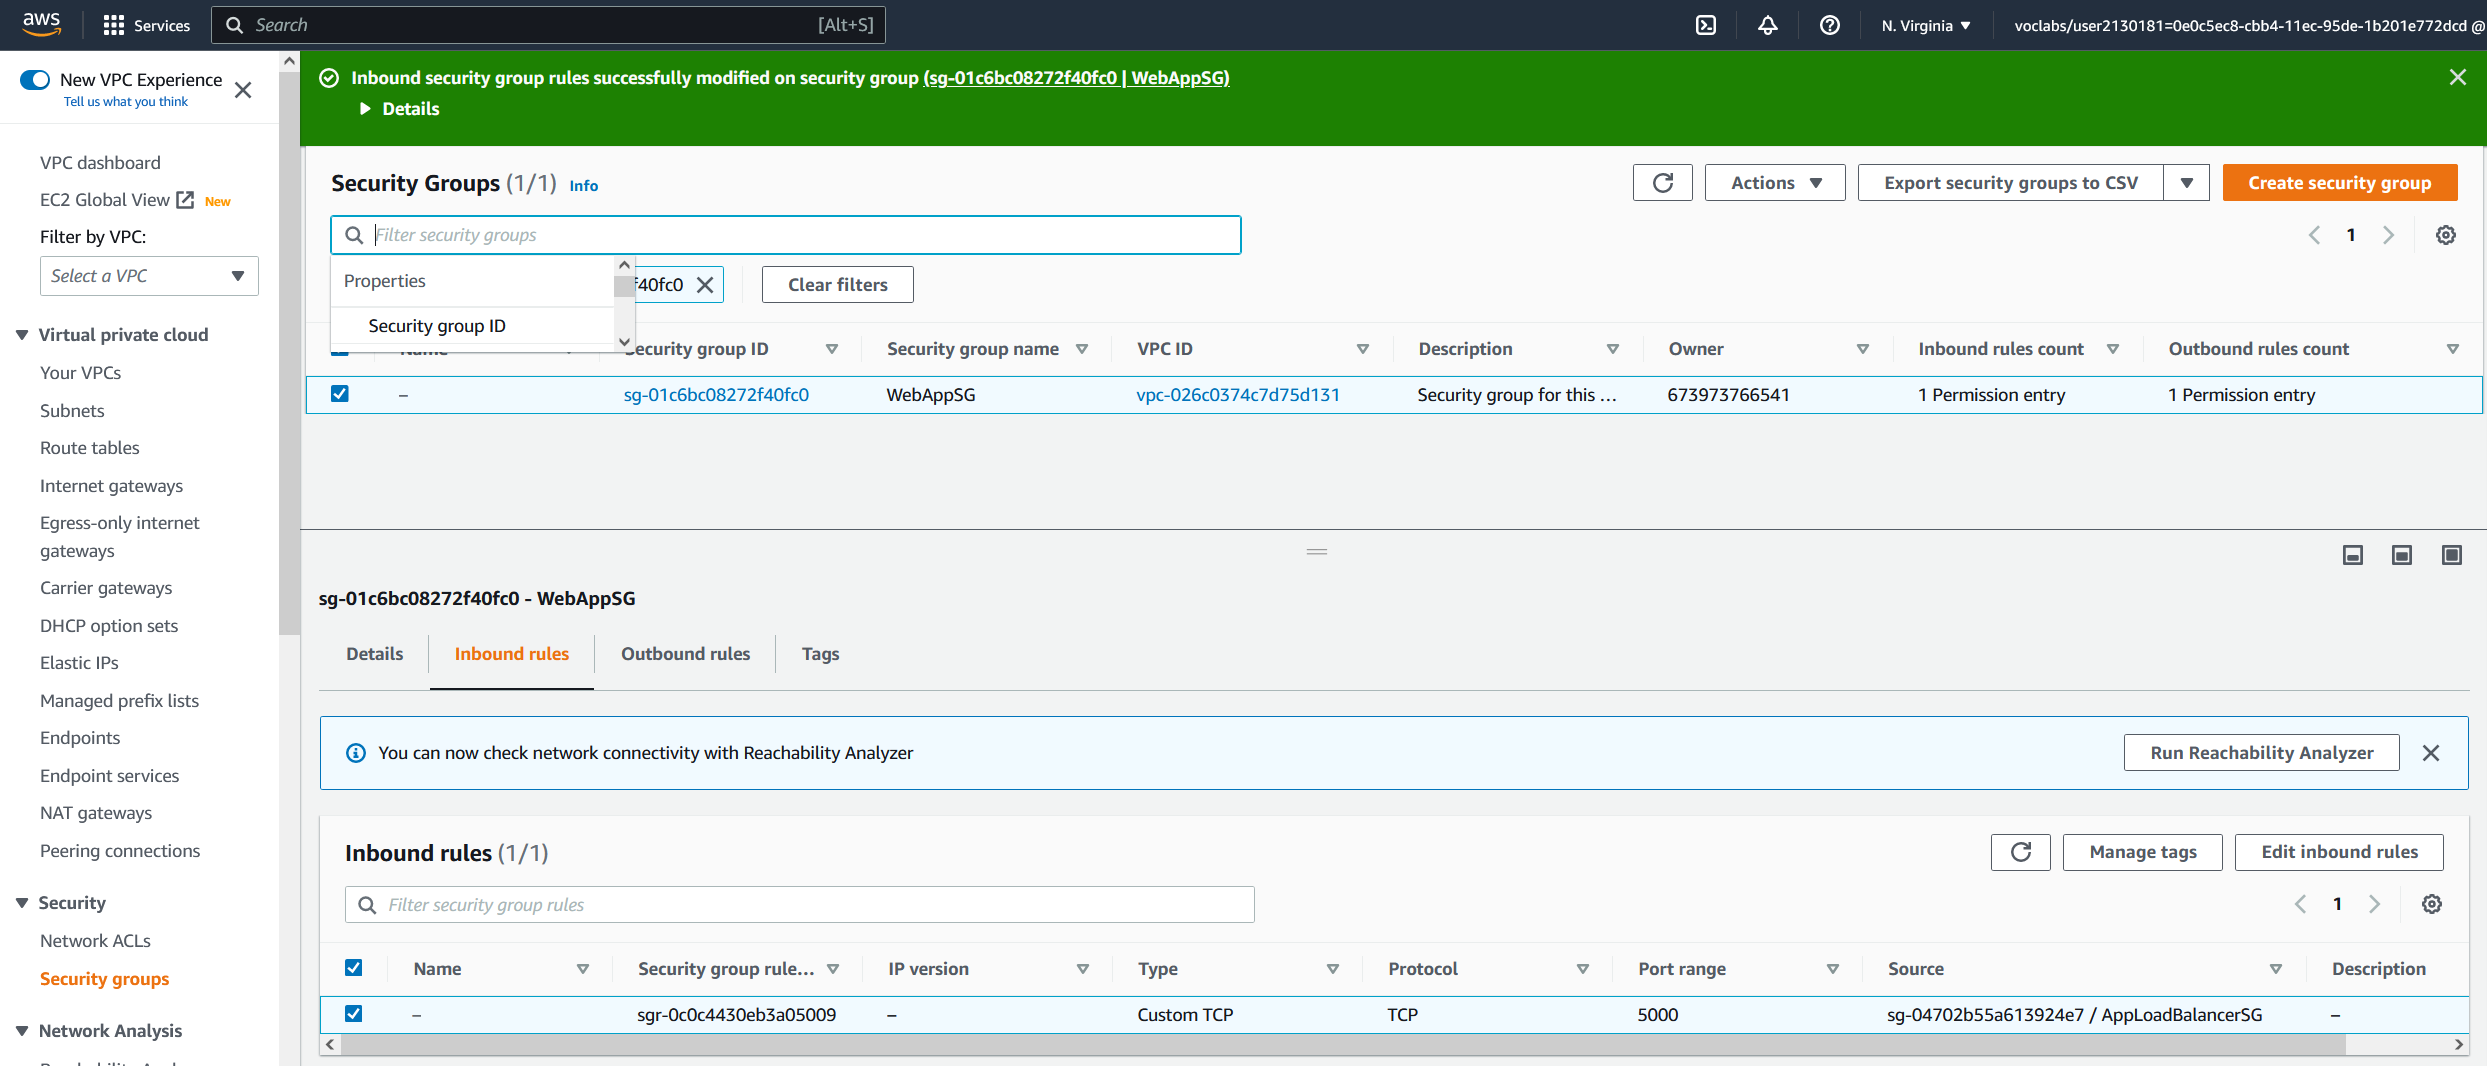 aws
Services
Search
[Alt+S]
N. Virginia
voclabs/user2130181=0e0c5ec8-cbb4-11ec-95de-1b201e772dcd @
New VPC Experience
Tell us what you think
VPC dashboard
EC2 Global View New
Filter by VPC:
Select a VPC
Virtual private cloud
Your VPCs
Subnets
Route tables
Internet gateways
Egress-only internet
gateways
Carrier gateways
DHCP option sets
Elastic IPs
Managed prefix lists
Endpoints
Endpoint services
NAT gateways
Peering connections
Security
Network ACLs
Security groups
Network Analysis
Inbound security group rules successfully modified on security group (sg-01c6bc08272f40fc0 | WebAppSG)
Details
Security Groups (1/1) Info
Actions
Export security groups to CSV
Create security group
Filter security groups
1
Properties
Security group ID
f40fc0
Clear filters
Name Security group ID Security group name VPC ID Description Owner Inbound rules count Outbound rules count
– sg-01c6bc08272f40fc0 WebAppSG vpc-026c0374c7d75d131 Security group for this ... 673973766541 1 Permission entry 1 Permission entry
sg-01c6bc08272f40fc0 - WebAppSG
Details Inbound rules Outbound rules Tags
You can now check network connectivity with Reachability Analyzer
Run Reachability Analyzer
Inbound rules (1/1)
Manage tags
Edit inbound rules
Filter security group rules
1
Name Security group rule... IP version Type Protocol Port range Source Description
– sgr-0c0c4430eb3a05009 – Custom TCP TCP 5000 sg-04702b55a613924e7 / AppLoadBalancerSG –